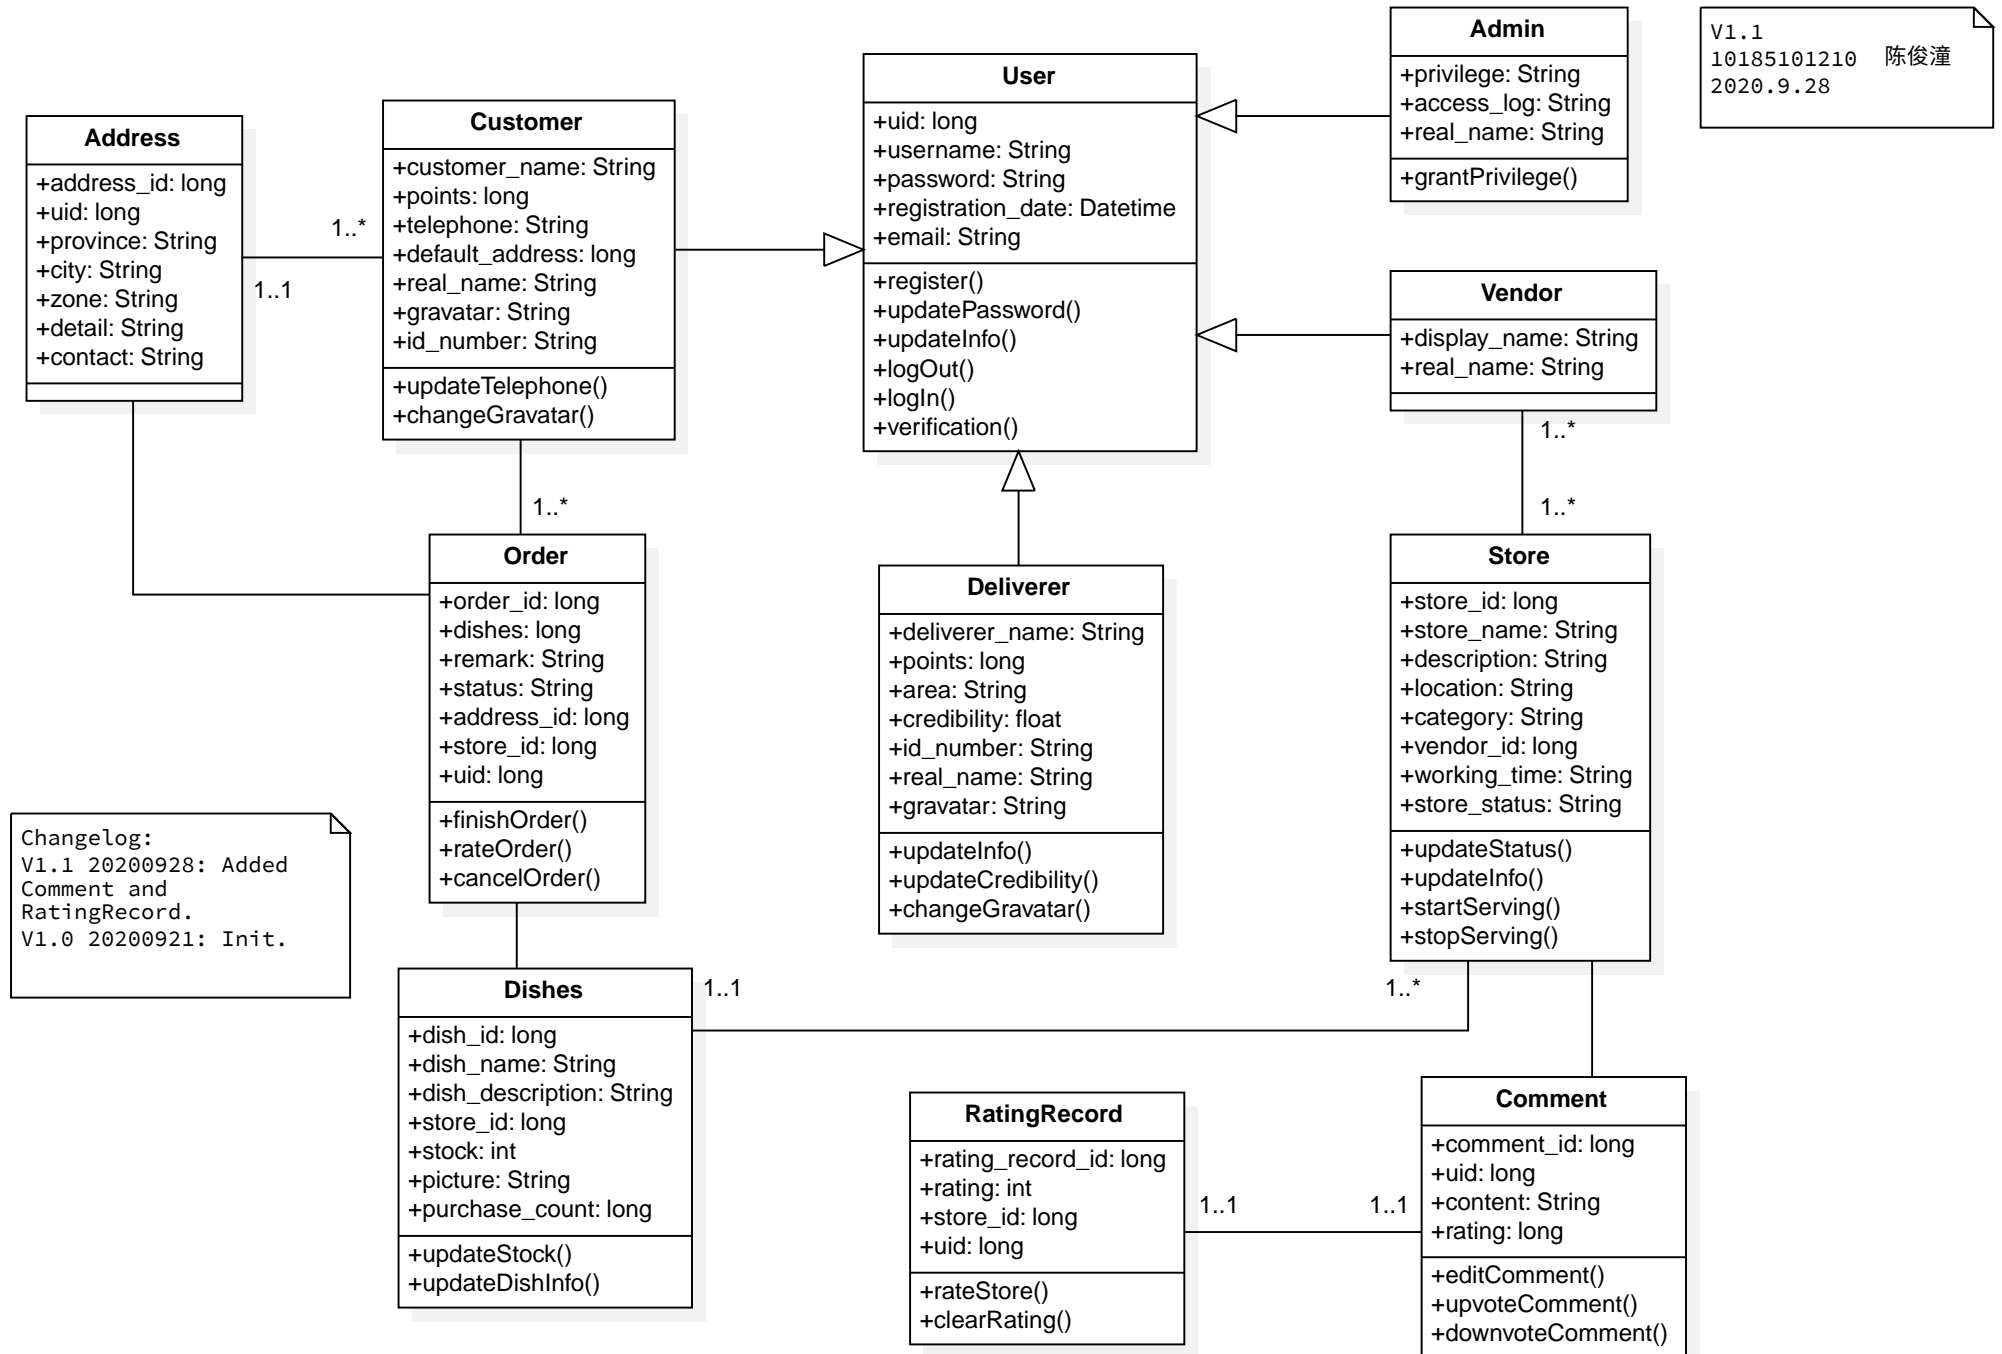 Admin
+privilege: String
+access_log: String
+real_name: String
+grantPrivilege()
V1.1
10185101210 陈俊潼
2020.9.28
User
+uid: long
+username: String
+password: String
+registration_date: Datetime
+email: String
+register()
+updatePassword()
+updateInfo()
+logOut()
+logIn()
+verification()
Customer
+customer_name: String
+points: long
+telephone: String
+default_address: long
+real_name: String
+gravatar: String
+id_number: String
+updateTelephone()
+changeGravatar()
Address
+address_id: long
+uid: long
+province: String
+city: String
+zone: String
+detail: String
+contact: String
1..*
1..1
Vendor
+display_name: String
+real_name: String
1..*
1..*
1..*
Order
+order_id: long
+dishes: long
+remark: String
+status: String
+address_id: long
+store_id: long
+uid: long
+finishOrder()
+rateOrder()
+cancelOrder()
Deliverer
+deliverer_name: String
+points: long
+area: String
+credibility: float
+id_number: String
+real_name: String
+gravatar: String
+updateInfo()
+updateCredibility()
+changeGravatar()
Store
+store_id: long
+store_name: String
+description: String
+location: String
+category: String
+vendor_id: long
+working_time: String
+store_status: String
+updateStatus()
+updateInfo()
+startServing()
+stopServing()
Changelog:
V1.1 20200928: Added
Comment and
RatingRecord.
V1.0 20200921: Init.
Dishes
+dish_id: long
+dish_name: String
+dish_description: String
+store_id: long
+stock: int
+picture: String
+purchase_count: long
+updateStock()
+updateDishInfo()
1..1
1..*
RatingRecord
+rating_record_id: long
+rating: int
+store_id: long
+uid: long
+rateStore()
+clearRating()
1..1
1..1
Comment
+comment_id: long
+uid: long
+content: String
+rating: long
+editComment()
+upvoteComment()
+downvoteComment()